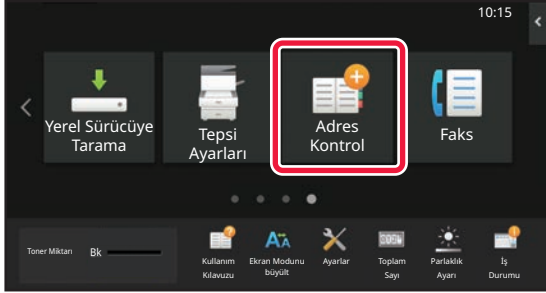 10:15
Yerel Sürücüye
Tarama
Tepsi
Ayarları
Adres
Kontrol
Faks
Toner Miktarı
Bk
Kullanım
Kılavuzu
Ekran Modunu
büyült
Ayarlar
Toplam
Sayı
Parlaklık
Ayarı
İş
Durumu